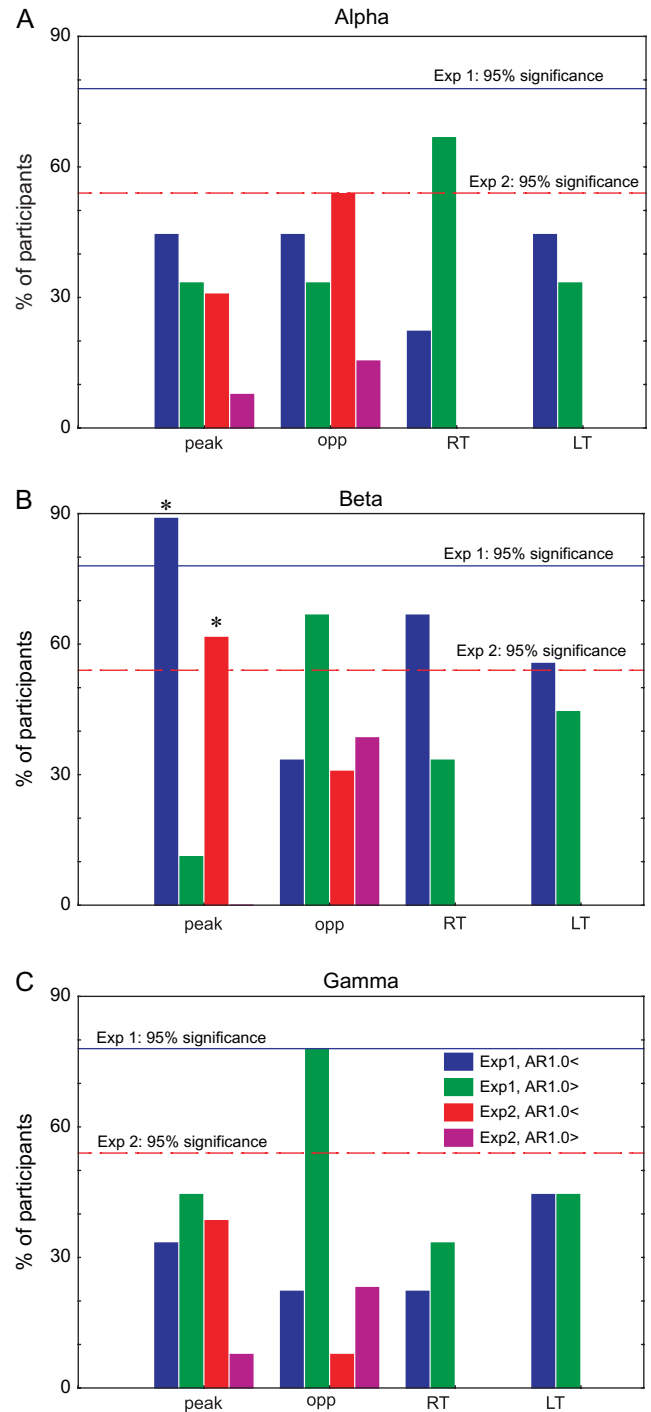 A
Alpha
90
Exp 1: 95% significance
60
Exp 2: 95% significance
% of participants
30
0
peak opp RT LT
B
Beta
90
*
Exp 1: 95% significance
*
60
Exp 2: 95% significance
% of participants
30
0
peak opp RT LT
C
Gamma
90
Exp 1: 95% significance
Exp1, AR1.0<
Exp1, AR1.0>
Exp2, AR1.0<
Exp2, AR1.0>
60
Exp 2: 95% significance
% of participants
30
0
peak opp RT LT